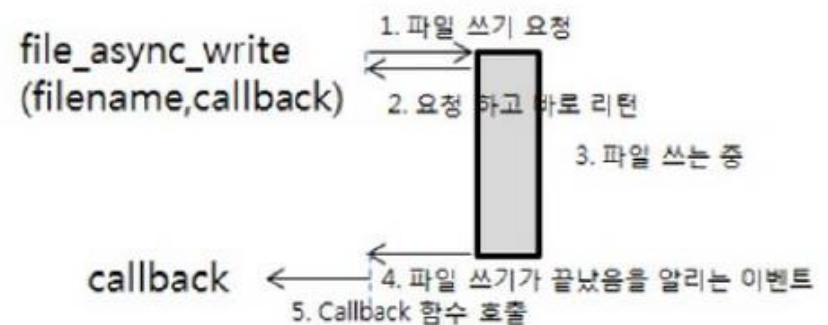 1. 파일 쓰기 요청
file_async_write
(filename,callback)
2. 요청 하고 바로 리턴
3. 파일 쓰는 중
callback
4. 파일 쓰기가 끝났음을 알리는 이벤트
5. Callback 함수 호출